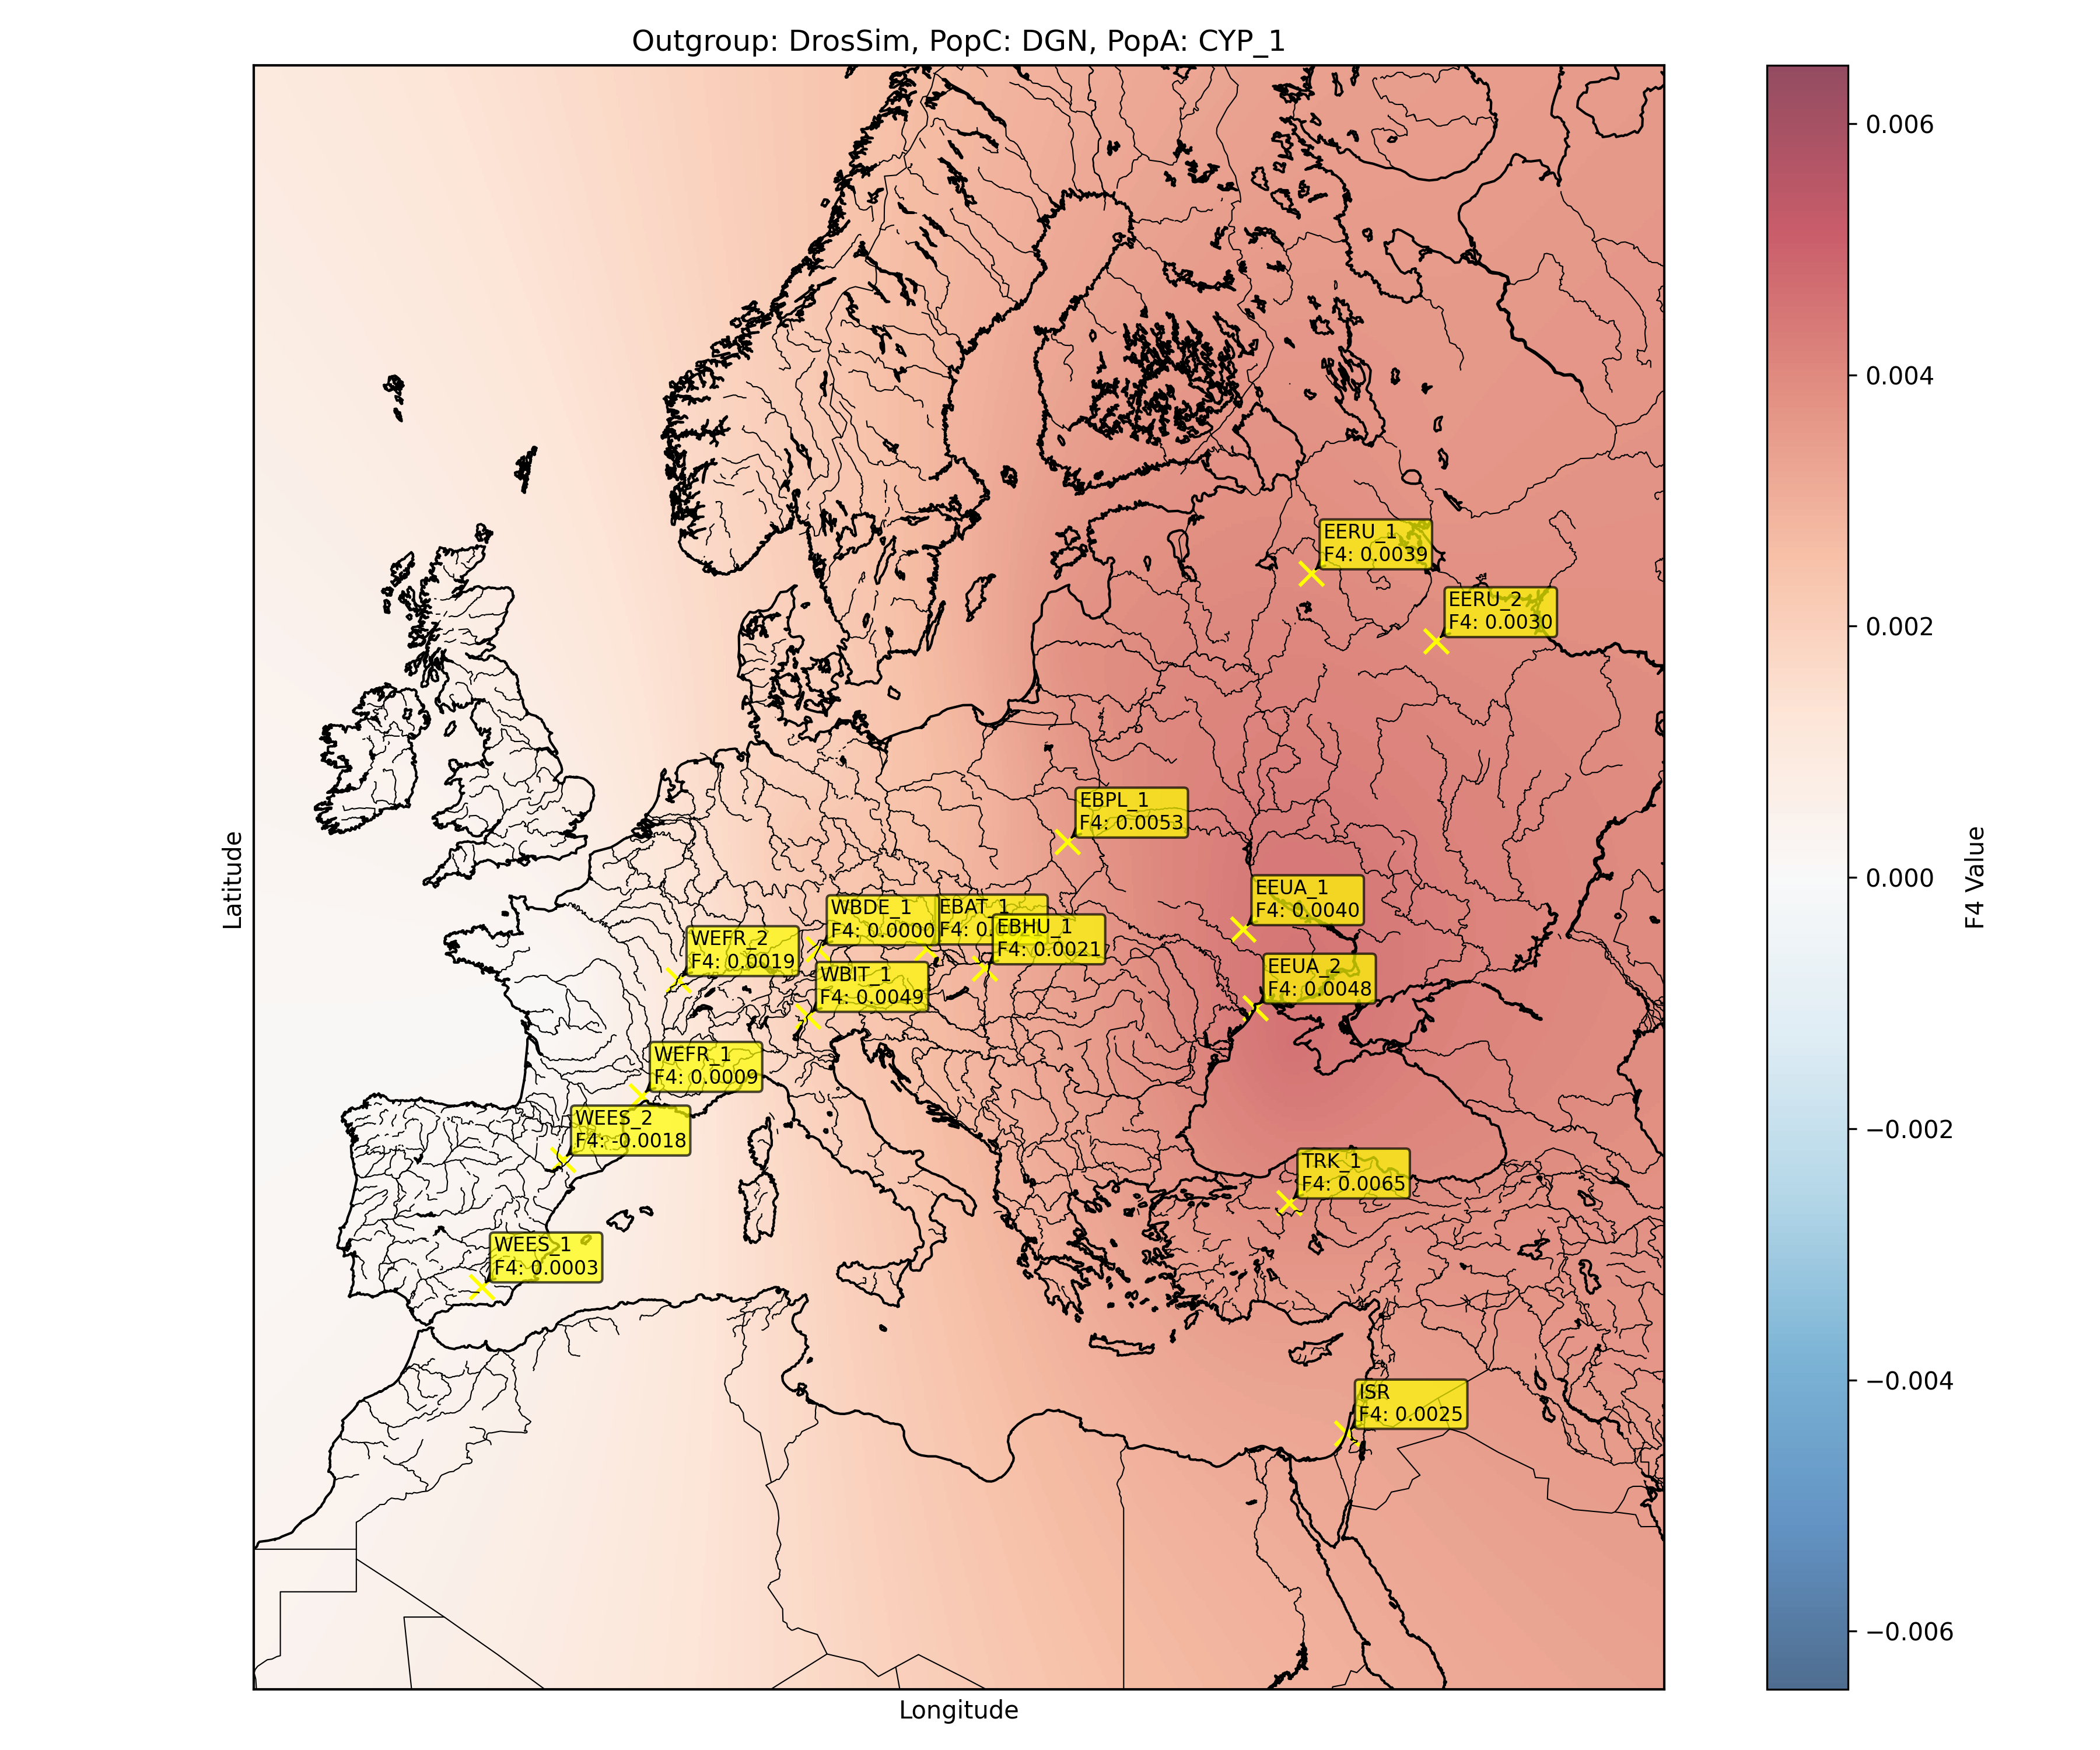 Outgroup: DrosSim, PopC: DGN, PopA: CYP_1
EERU_1
F4: 0.0039
EERU_2
F4: 0.0030
EBPL_1
F4: 0.0053
EEUA_1
F4: 0.0040
WBDE_1
F4: 0.0000
EBAT_1
F4:
EBHU_1
F4: 0.0021
WEFR_2
F4: 0.0019
WBIT_1
F4: 0.0049
EEUA_2
F4: 0.0048
WEFR_1
F4: 0.0009
WEES_2
F4: -0.0018
TRK_1
F4: 0.0065
WEES_1
F4: 0.0003
ISR
F4: 0.0025
Latitude
Longitude
0.006
0.004
0.002
0.000
−0.002
−0.004
−0.006
F4 Value